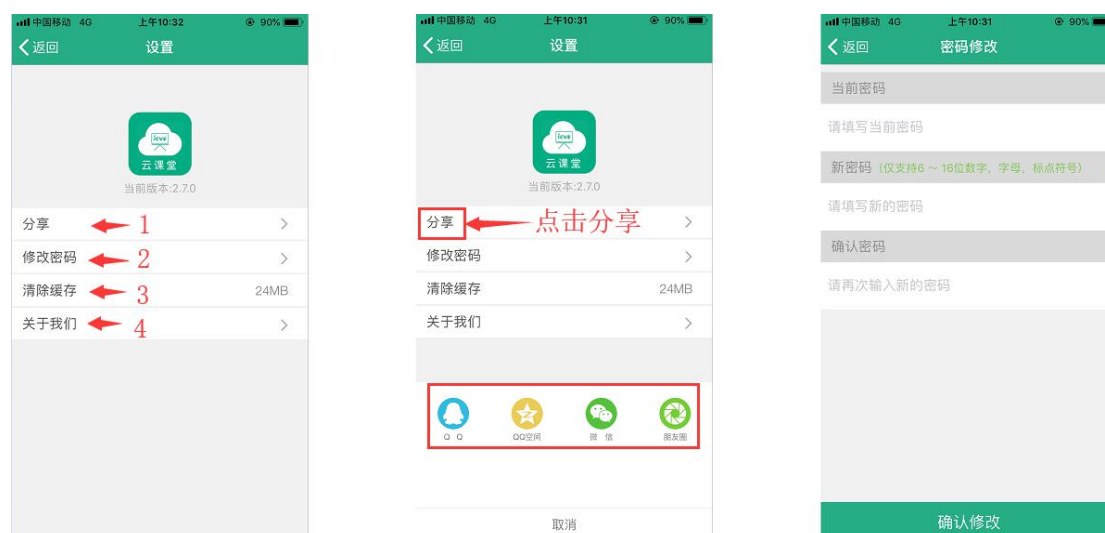 中国移动 4G 上午10:32 90%
返回 设置
icve
云课堂
当前版本:2.7.0
分享 1
修改密码 2
清除缓存 3 24MB
关于我们 4
中国移动 4G 上午10:31 90%
返回 设置
icve
云课堂
当前版本:2.7.0
分享 点击分享
修改密码
清除缓存 24MB
关于我们
QQ QQ空间 微信 朋友圈
取消
中国移动 4G 上午10:31 90%
返回 密码修改
当前密码
请填写当前密码
新密码（仅支持6 ~ 16位数字，字母，标点符号）
请填写新的密码
确认密码
请再次输入新的密码
确认修改